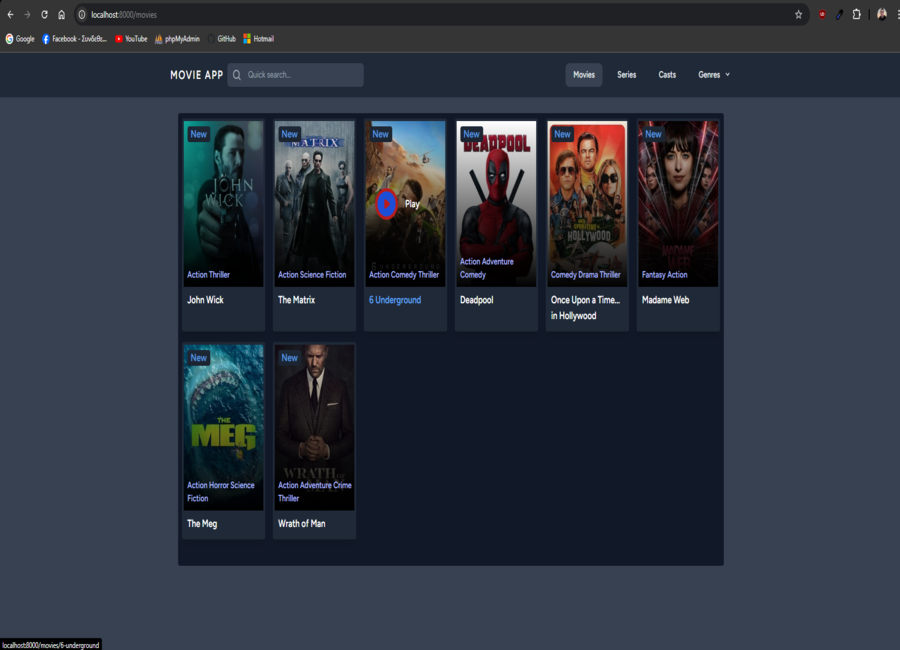 localhost:8000/movies
Google
Facebook - Συνδεθε...
YouTube
phpMyAdmin
GitHub
Hotmail
MOVIE APP
Quick search...
Movies
Series
Casts
Genres
New
JOHN WICK
Action Thriller
John Wick
New
MATRIX
Action Science Fiction
The Matrix
New
Play
6 UNDERGROUND
Action Comedy Thriller
6 Underground
New
DEADPOOL
Action Adventure
Comedy
Deadpool
New
HOLLYWOOD
Comedy Drama Thriller
Once Upon a Time...
in Hollywood
New
MADAME WEB
Fantasy Action
Madame Web
New
THE
MEG
Action Horror Science
Fiction
The Meg
New
WRATH OF
MAN
Action Adventure Crime
Thriller
Wrath of Man
localhost:8000/movies/6-underground